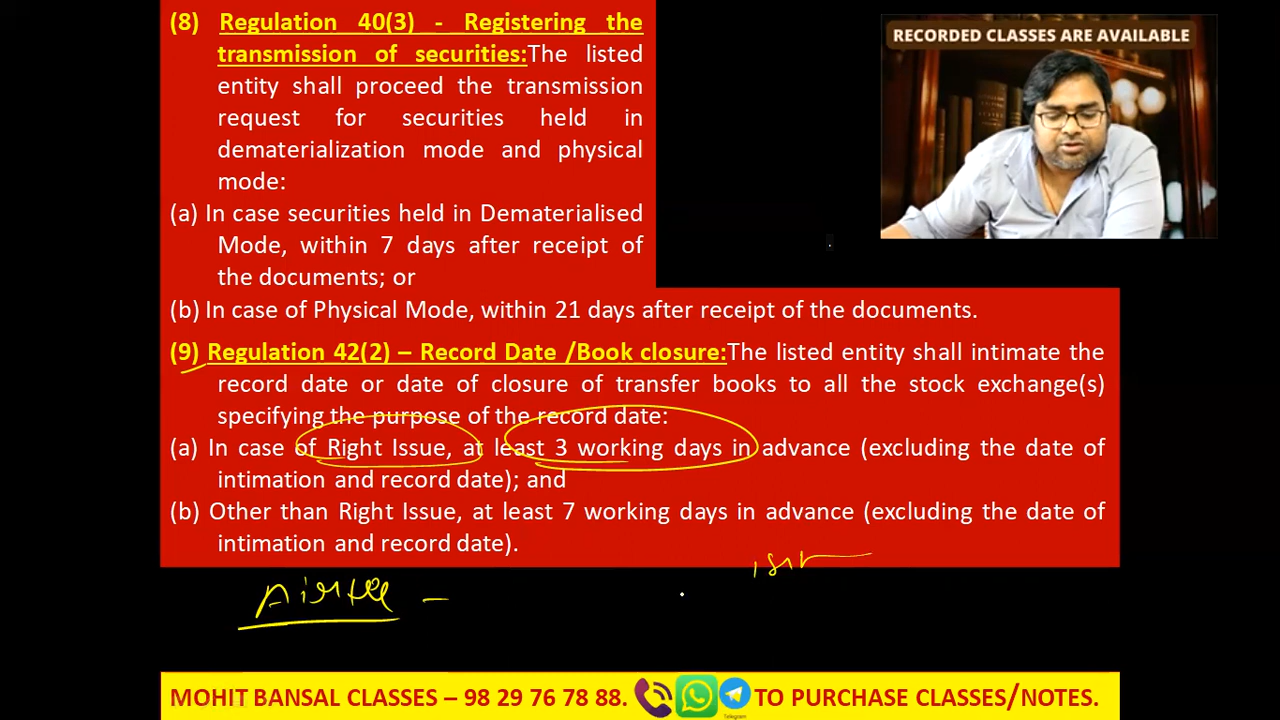 (8) Regulation 40(3) - Registering the
transmission of securities:The listed
entity shall proceed the transmission
request for securities held in
dematerialization mode and physical
mode:
(a) In case securities held in Dematerialised
Mode, within 7 days after receipt of
the documents; or
(b) In case of Physical Mode, within 21 days after receipt of the documents.
(9) Regulation 42(2) – Record Date /Book closure:The listed entity shall intimate the
record date or date of closure of transfer books to all the stock exchange(s)
specifying the purpose of the record date:
(a) In case of Right Issue, at least 3 working days in advance (excluding the date of
intimation and record date); and
(b) Other than Right Issue, at least 7 working days in advance (excluding the date of
intimation and record date).
Airtel –
RECORDED CLASSES ARE AVAILABLE
MOHIT BANSAL CLASSES – 98 29 76 78 88. TO PURCHASE CLASSES/NOTES.
Telegram